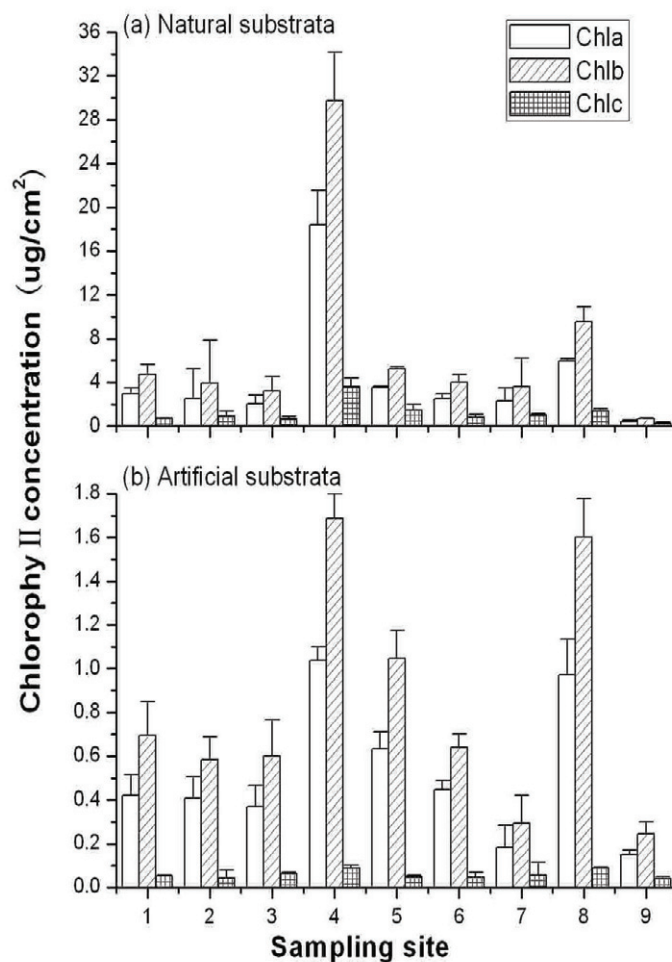 (a) Natural substrata
Chla
Chlb
Chlc
36
32
28
24
20
16
12
8
4
0
(b) Artificial substrata
1.8
1.6
1.4
1.2
1.0
0.8
0.6
0.4
0.2
0.0
1 2 3 4 5 6 7 8 9
Sampling site
Chlorophy II concentration (ug/cm²)